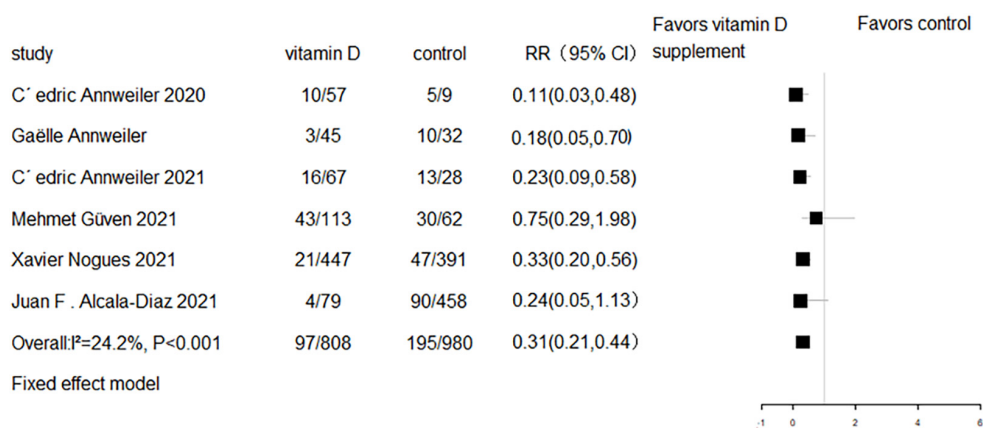 Favors vitamin D supplement Favors control
study vitamin D control RR（95% CI)
C´ edric Annweiler 2020 10/57 5/9 0.11(0.03,0.48)
Gaëlle Annweiler 3/45 10/32 0.18(0.05,0.70)
C´ edric Annweiler 2021 16/67 13/28 0.23(0.09,0.58)
Mehmet Güven 2021 43/113 30/62 0.75(0.29,1.98)
Xavier Nogues 2021 21/447 47/391 0.33(0.20,0.56)
Juan F . Alcala-Diaz 2021 4/79 90/458 0.24(0.05,1.13）
Overall:I²=24.2%, P<0.001 97/808 195/980 0.31(0.21,0.44)
Fixed effect model
-1 0 2 4 6